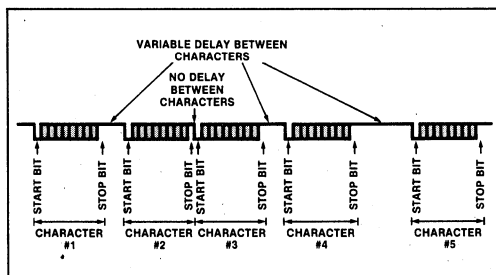 VARIABLE DELAY BETWEEN
CHARACTERS
NO DELAY
BETWEEN
CHARACTERS
START BIT
STOP BIT
START BIT
STOP BIT
START BIT
STOP BIT
START BIT
STOP BIT
START BIT
STOP BIT
CHARACTER
#1
CHARACTER
#2
CHARACTER
#3
CHARACTER
#4
CHARACTER
#5